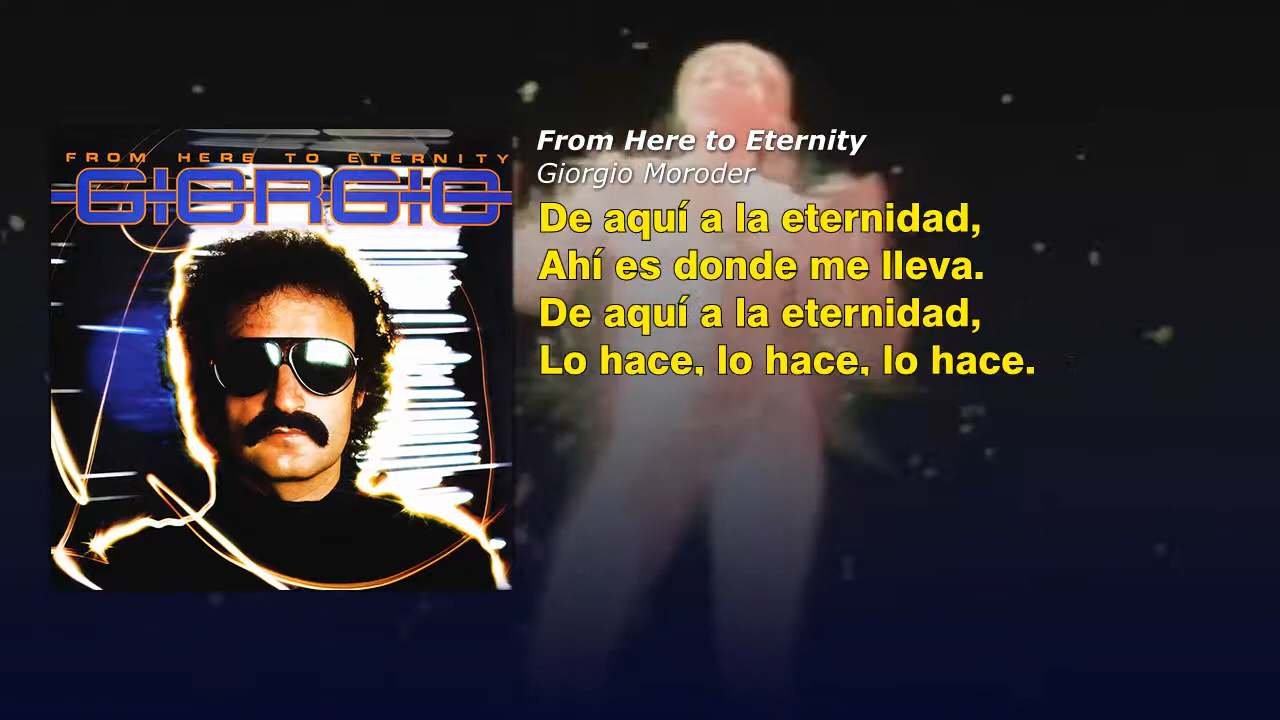 FROM HERE TO ETERNITY
GIORGIO
From Here to Eternity
Giorgio Moroder
De aquí a la eternidad,
Ahí es donde me lleva.
De aquí a la eternidad,
Lo hace, lo hace, lo hace.